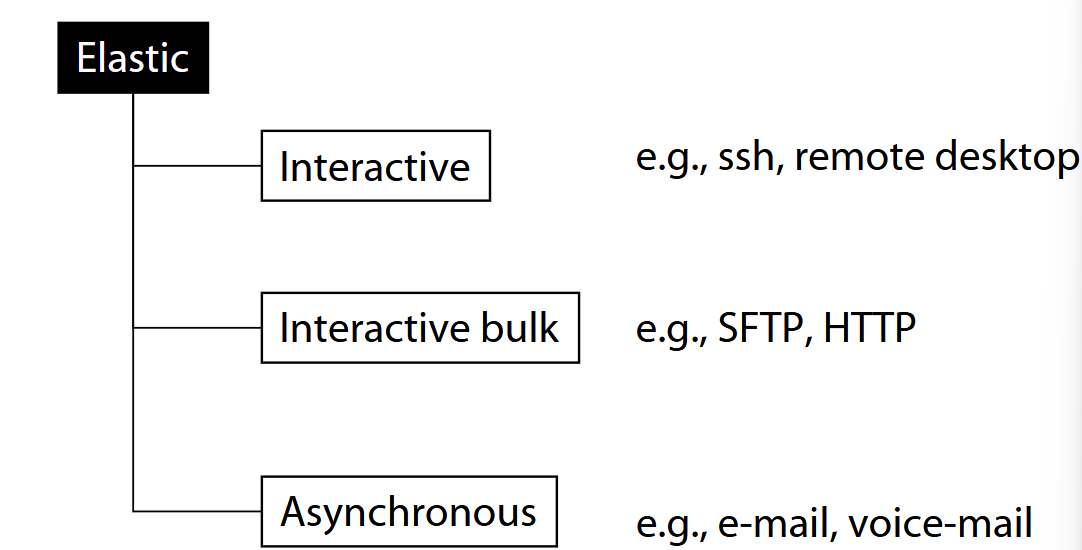 Elastic
Interactive
e.g., ssh, remote desktop
Interactive bulk
e.g., SFTP, HTTP
Asynchronous
e.g., e-mail, voice-mail